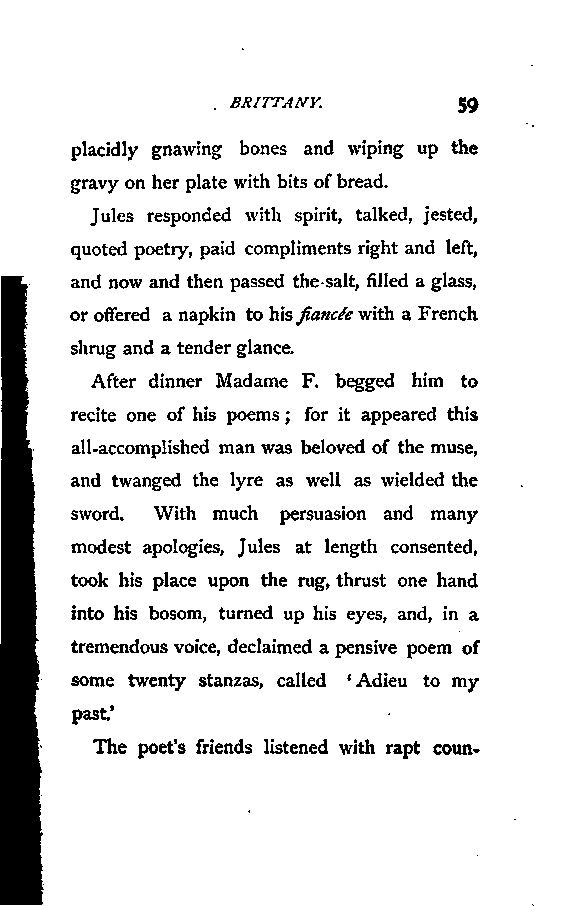 BRITTANY. 59
placidly gnawing bones and wiping up the
gravy on her plate with bits of bread.
Jules responded with spirit, talked, jested,
quoted poetry, paid compliments right and left,
and now and then passed the salt, filled a glass,
or offered a napkin to his fiancée with a French
shrug and a tender glance.
After dinner Madame F. begged him to
recite one of his poems; for it appeared this
all-accomplished man was beloved of the muse,
and twanged the lyre as well as wielded the
sword. With much persuasion and many
modest apologies, Jules at length consented,
took his place upon the rug, thrust one hand
into his bosom, turned up his eyes, and, in a
tremendous voice, declaimed a pensive poem of
some twenty stanzas, called ‘Adieu to my
past.’
The poet's friends listened with rapt coun-